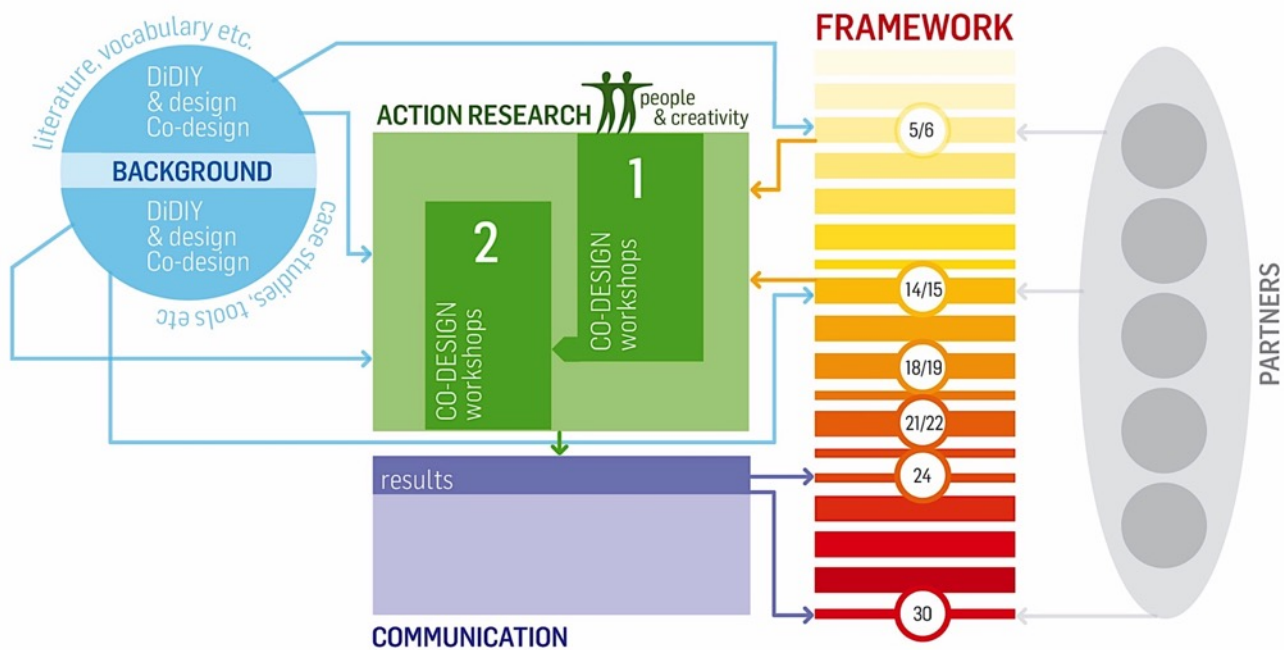 literature, vocabulary etc.
DiDIY
& design
Co-design
BACKGROUND
DiDIY
& design
Co-design
case studies, tools etc
ACTION RESEARCH
people
& creativity
1
CO-DESIGN
workshops
2
CO-DESIGN
workshops
results
COMMUNICATION
FRAMEWORK
5/6
14/15
18/19
21/22
24
30
PARTNERS